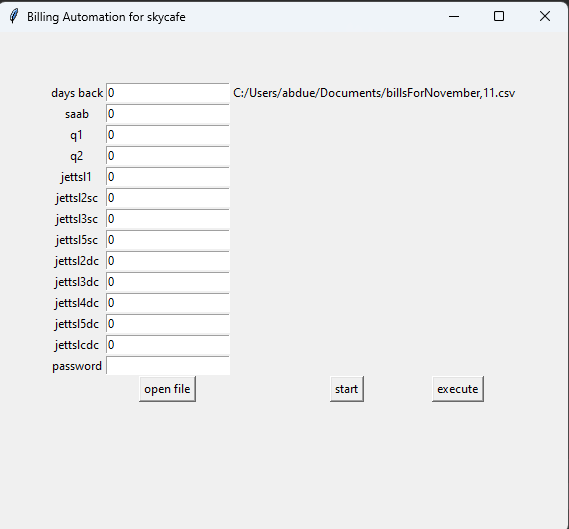 Billing Automation for skycafe
days back 0 C:/Users/abdue/Documents/billsForNovember,11.csv
saab 0
q1 0
q2 0
jettsl1 0
jettsl2sc 0
jettsl3sc 0
jettsl5sc 0
jettsl2dc 0
jettsl3dc 0
jettsl4dc 0
jettsl5dc 0
jettslcdc 0
password
open file start execute